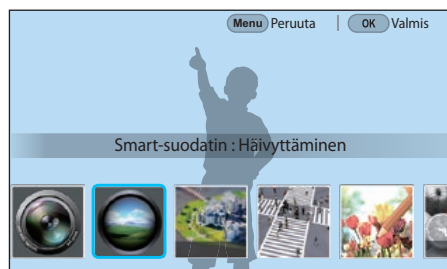 Menu Peruuta | OK Valmis
Smart-suodatin : Häivyttäminen